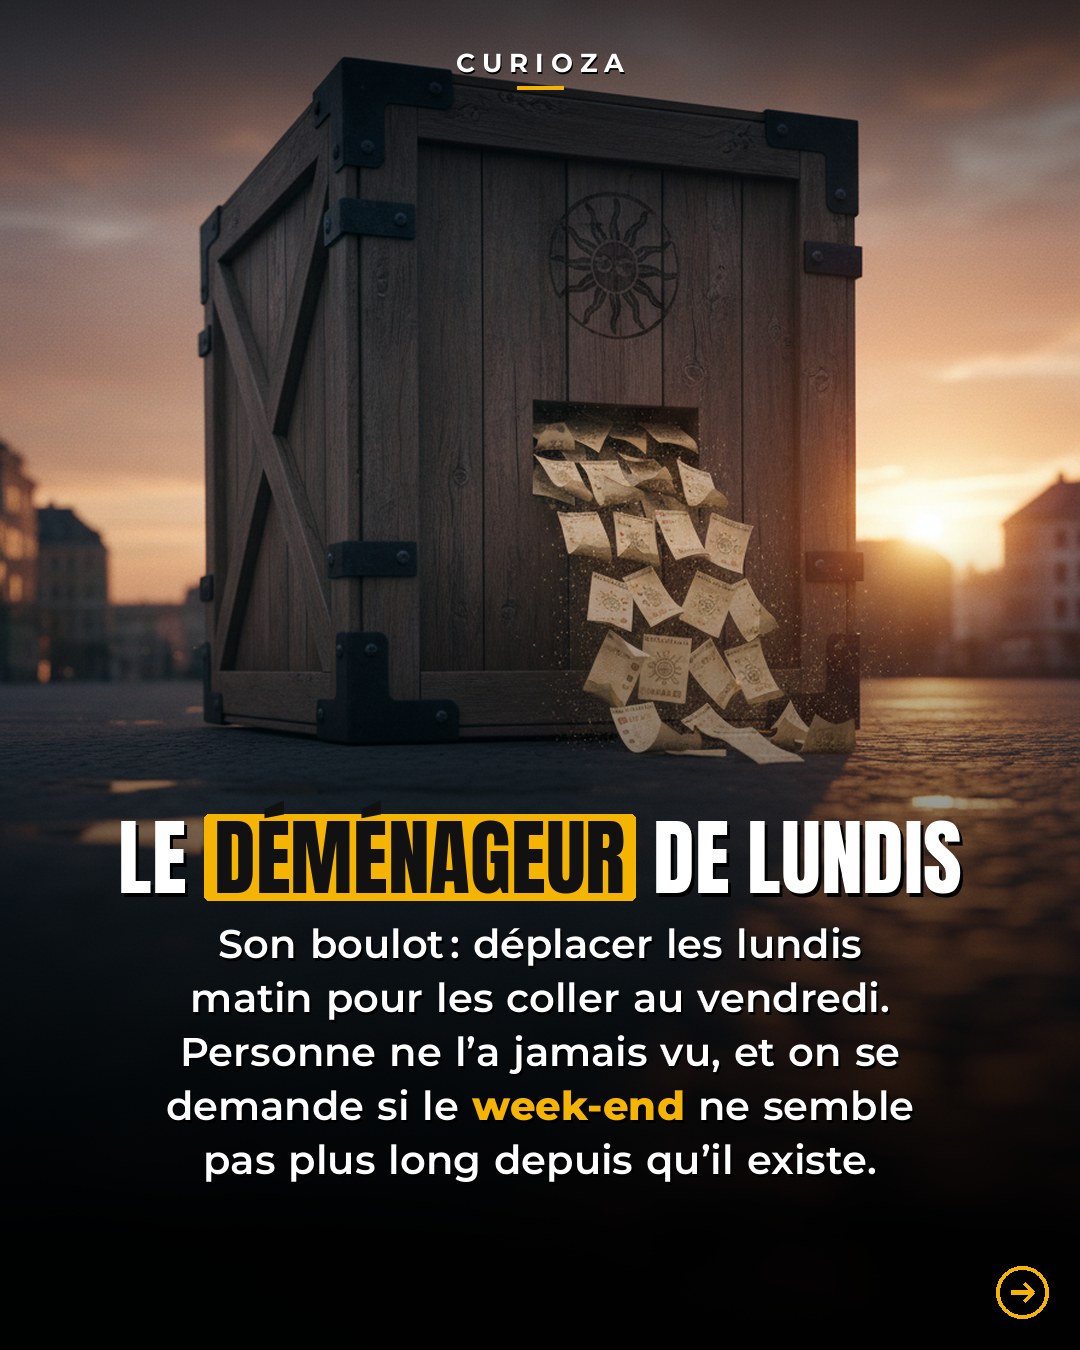 CURIOZA
LE DÉMÉNAGEUR DE LUNDIS
Son boulot : déplacer les lundis
matin pour les coller au vendredi.
Personne ne l’a jamais vu, et on se
demande si le week-end ne semble
pas plus long depuis qu’il existe.